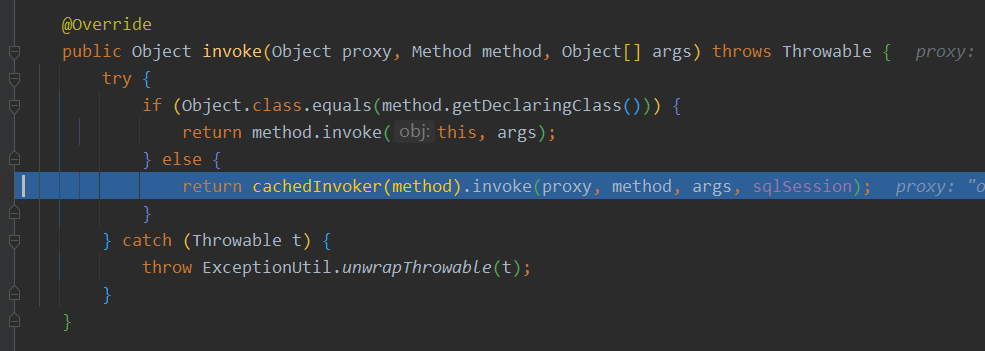 @Override
public Object invoke(Object proxy, Method method, Object[] args) throws Throwable { proxy:
try {
if (Object.class.equals(method.getDeclaringClass())) {
return method.invoke( obj: this, args);
} else {
return cachedInvoker(method).invoke(proxy, method, args, sqlSession); proxy: "o
}
} catch (Throwable t) {
throw ExceptionUtil.unwrapThrowable(t);
}
}